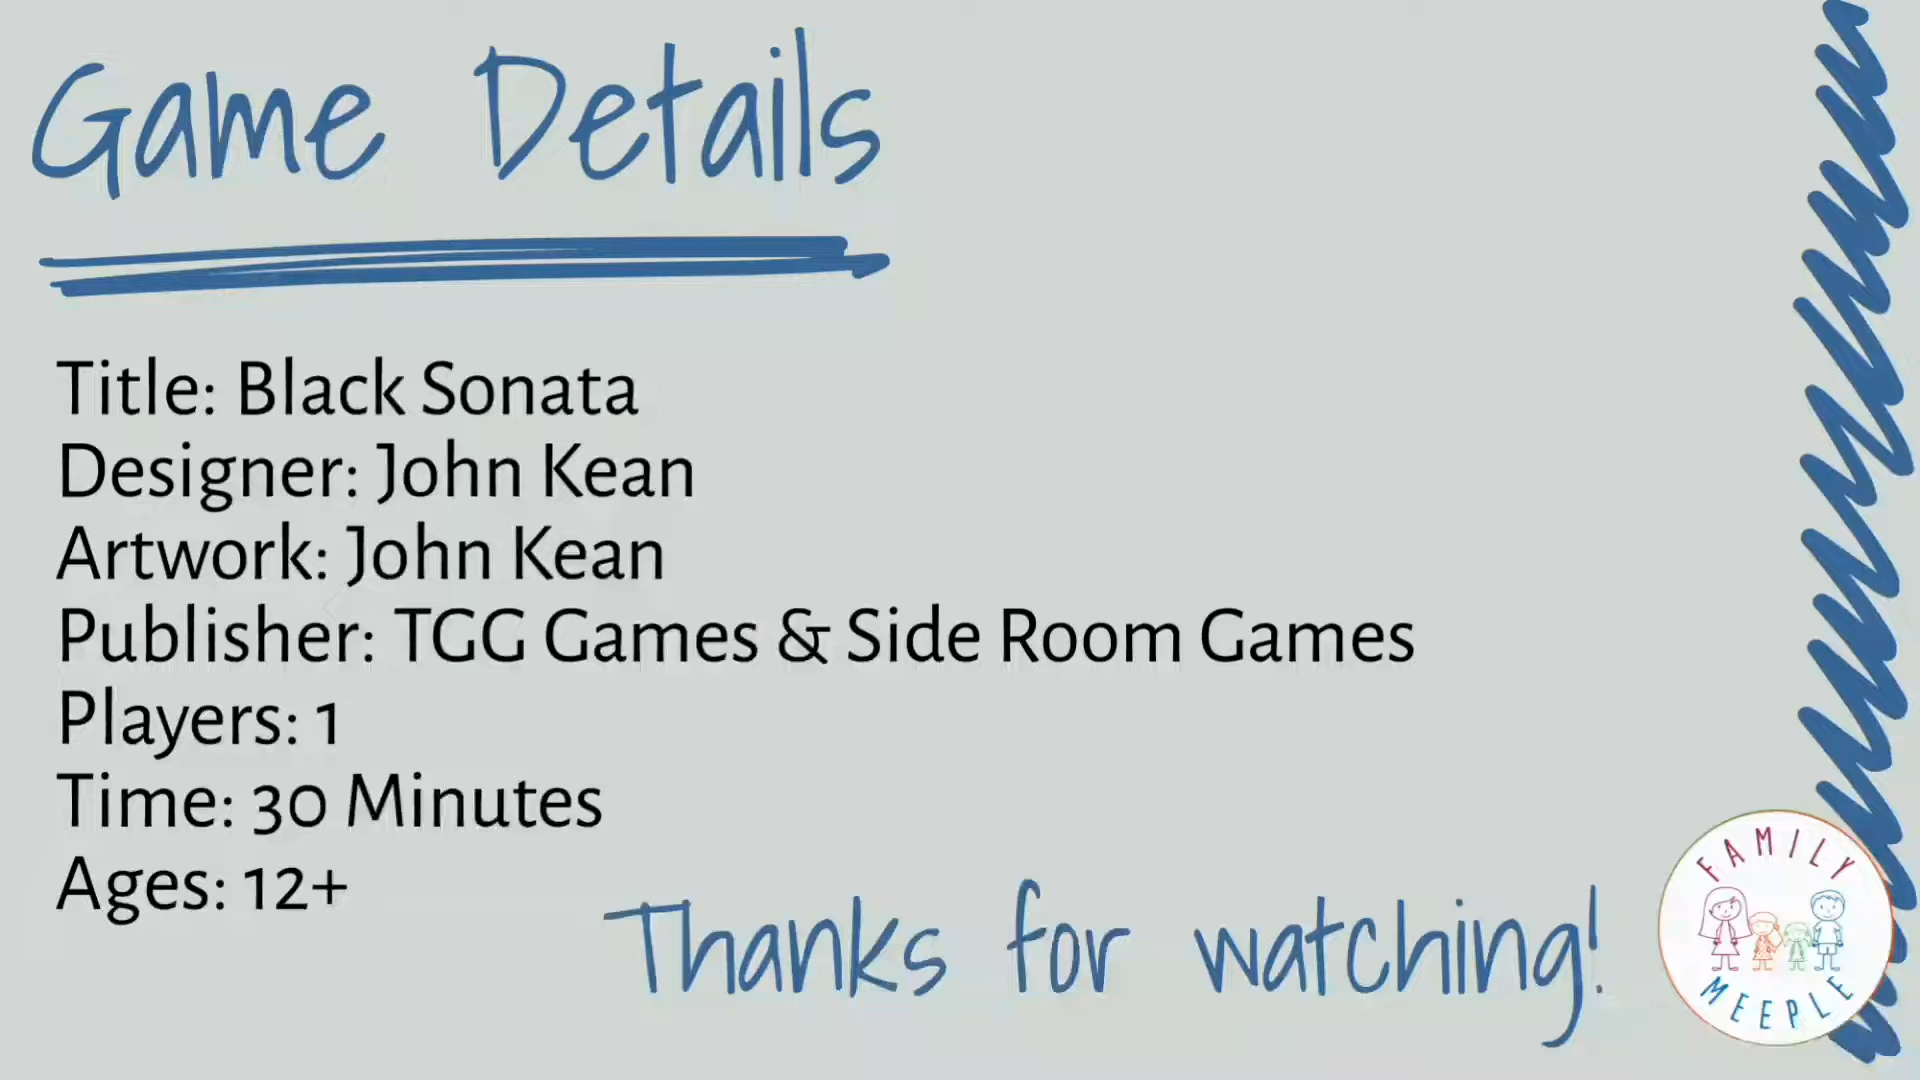 Game Details
Title: Black Sonata
Designer: John Kean
Artwork: John Kean
Publisher: TGG Games & Side Room Games
Players: 1
Time: 30 Minutes
Ages: 12+
Thanks for watching!
FAMILY
MEEPLE